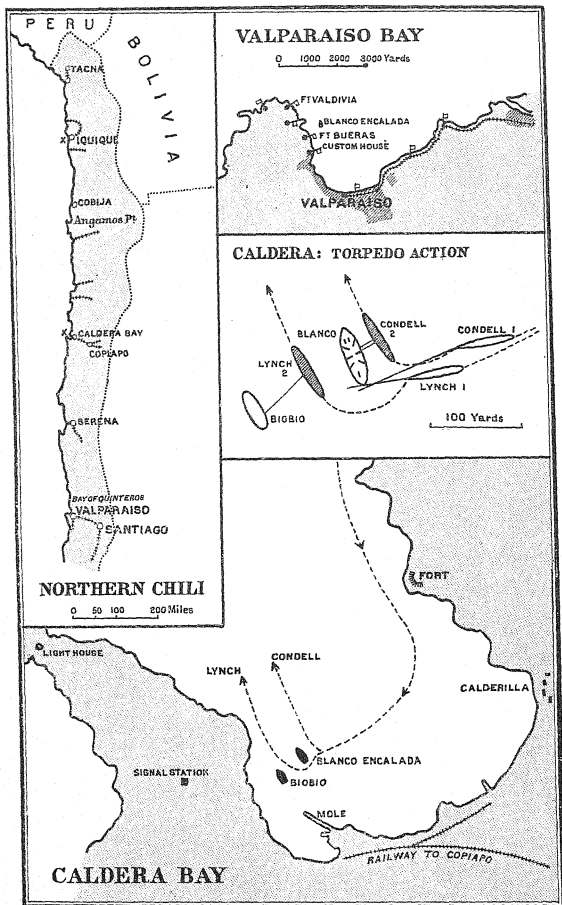 PERU
BOLIVIA
TACNA
IQUIQUE
COBIJA
Angamos Pt
CALDERA BAY
COPIAPO
SERENA
BAY OF QUINTEROS
VALPARAISO
SANTIAGO
NORTHERN CHILI
0 50 100 200 Miles
VALPARAISO BAY
0 1000 2000 3000 Yards
FT VALDIVIA
BLANCO ENCALADA
FT BUERAS
CUSTOM HOUSE
VALPARAISO
CALDERA: TORPEDO ACTION
BLANCO
CONDELL
2
CONDELL 1
LYNCH
2
LYNCH 1
BIGBIO
100 Yards
FORT
LIGHT HOUSE
LYNCH
CONDELL
CALDERILLA
BLANCO ENCALADA
SIGNAL STATION
BIOBIO
MOLE
RAILWAY TO COPIAPO
CALDERA BAY